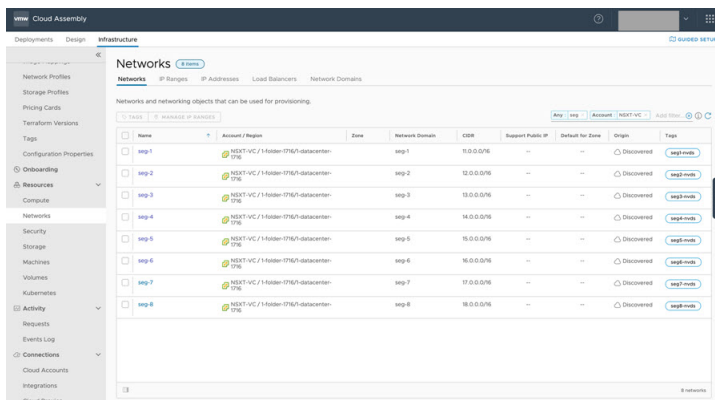 vmw Cloud Assembly
Deployments Design Infrastructure
GUIDED SETUP
Network Profiles
Storage Profiles
Pricing Cards
Terraform Versions
Tags
Configuration Properties
Onboarding
Resources
Compute
Networks
Security
Storage
Machines
Volumes
Kubernetes
Activity
Requests
Events Log
Connections
Cloud Accounts
Integrations
Networks 8 items
Networks IP Ranges IP Addresses Load Balancers Network Domains
Networks and networking objects that can be used for provisioning.
TAGS MANAGE IP RANGES
Any : seg Account : NSXT-VC Add filter...
Name Account / Region Zone Network Domain CIDR Support Public IP Default for Zone Origin Tags
seg-1 NSXT-VC / 1-folder-1716/1-datacenter-1716 seg-1 11.0.0.0/16 -- -- Discovered seg1-nvds
seg-2 NSXT-VC / 1-folder-1716/1-datacenter-1716 seg-2 12.0.0.0/16 -- -- Discovered seg2-nvds
seg-3 NSXT-VC / 1-folder-1716/1-datacenter-1716 seg-3 13.0.0.0/16 -- -- Discovered seg3-nvds
seg-4 NSXT-VC / 1-folder-1716/1-datacenter-1716 seg-4 14.0.0.0/16 -- -- Discovered seg4-nvds
seg-5 NSXT-VC / 1-folder-1716/1-datacenter-1716 seg-5 15.0.0.0/16 -- -- Discovered seg5-nvds
seg-6 NSXT-VC / 1-folder-1716/1-datacenter-1716 seg-6 16.0.0.0/16 -- -- Discovered seg6-nvds
seg-7 NSXT-VC / 1-folder-1716/1-datacenter-1716 seg-7 17.0.0.0/16 -- -- Discovered seg7-nvds
seg-8 NSXT-VC / 1-folder-1716/1-datacenter-1716 seg-8 18.0.0.0/16 -- -- Discovered seg8-nvds
8 networks